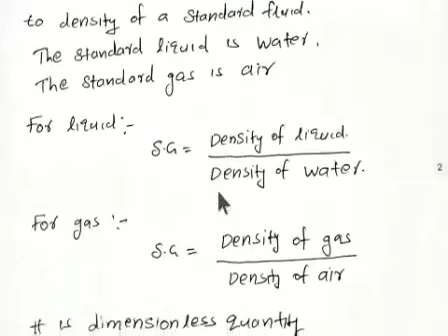 to density of a standard fluid.
The standard liquid is water.
The standard gas is air
For liquid :-
S.G = Density of liquid.
Density of water.
2
For gas :-
S.G = Density of gas
Density of air
It is dimensionless quantity